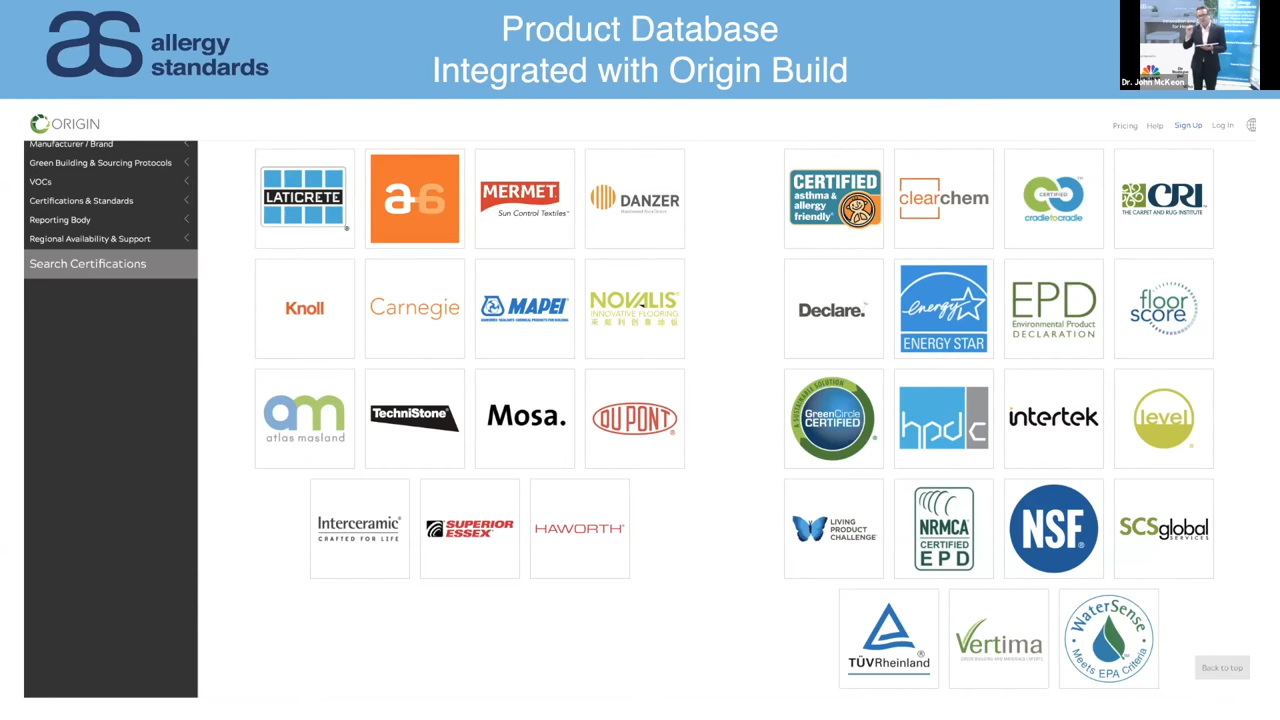 allergy
standards
Product Database
Integrated with Origin Build
Dr. John McKeon
ORIGIN
Pricing
Help
Sign Up
Log In
Manufacturer / Brand
Green Building & Sourcing Protocols
VOCs
Certifications & Standards
Reporting Body
Regional Availability & Support
Search Certifications
LATICRETE
MERMET
Sun Control Textiles
DANZER
CERTIFIED
asthma &
allergy
friendly
clearchem
CERTIFIED
cradletocradle
CRI
THE CARPET AND RUG INSTITUTE
Knoll
Carnegie
MAPEI
NOVALIS
INNOVATIVE FLOORING
Declare.
energy
ENERGY STAR
EPD
Environmental Product
DECLARATION
floor
score
am
atlas masland
TECHNISTONE
Mosa.
DUPONT
A SUSTAINABLE SOLUTION
GreenCircle
CERTIFIED
hpdc
intertek
level
Interceramic
CRAFTED FOR LIFE
SUPERIOR
ESSEX
HAWORTH
LIVING
PRODUCT
CHALLENGE
NRMCA
CERTIFIED
EPD
NSF
SCSglobal
SERVICES
TÜVRheinland
Vertima
WaterSense
Meets EPA Criteria
Back to top